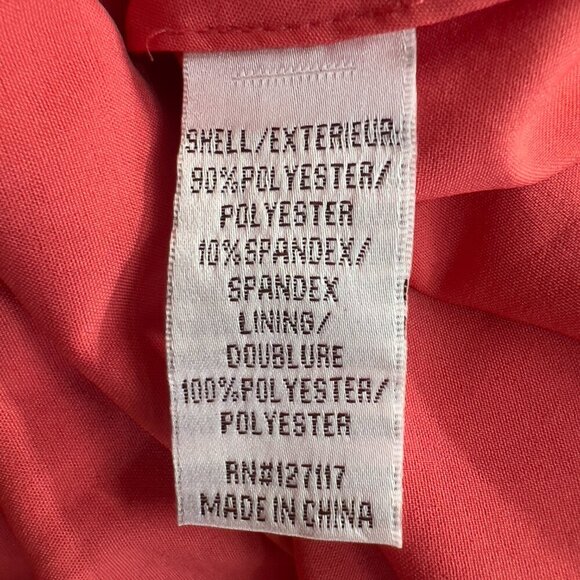 SHELL/EXTERIEUR:
90%POLYESTER/
POLYESTER
10%SPANDEX/
SPANDEX
LINING/
DOUBLURE
100%POLYESTER/
POLYESTER
RN#127117
MADE IN CHINA